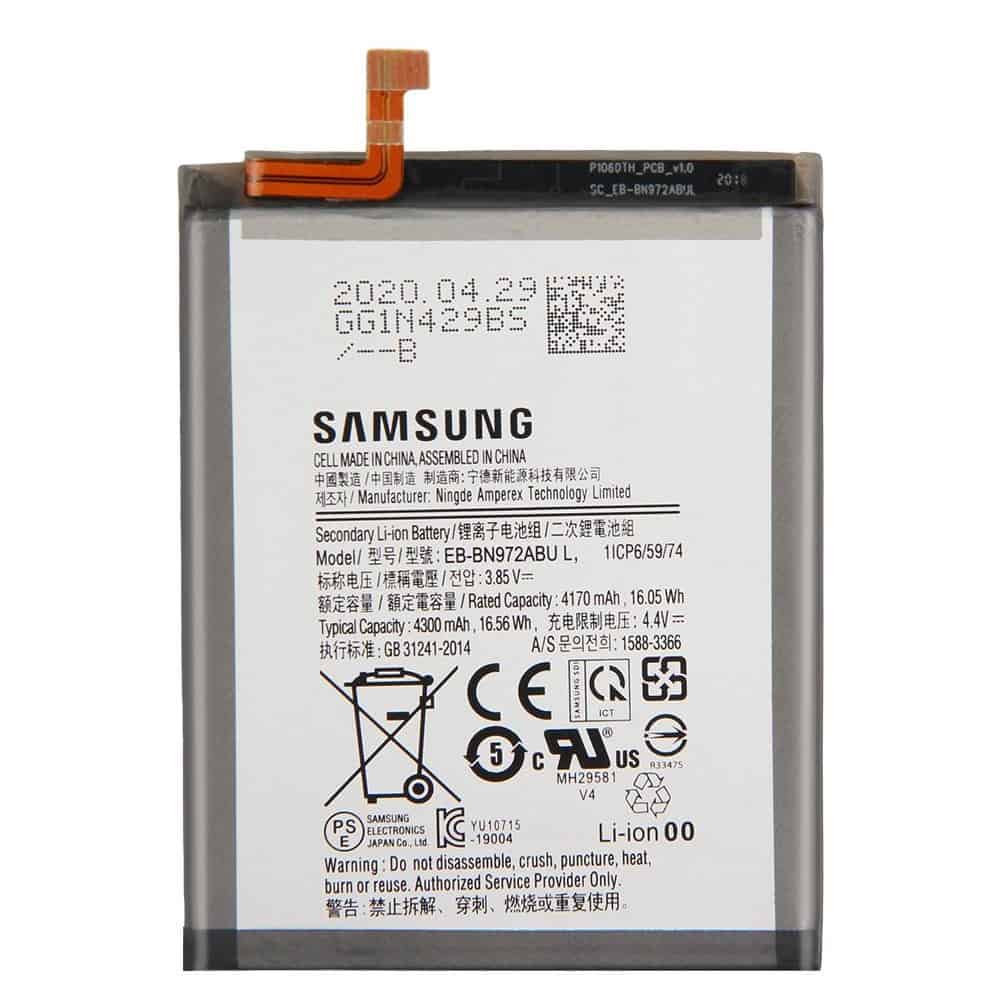 P1060TH_PCB_v1.0
SC_EB-BN972ABUL
2018
2020.04.29
GG1N429BS
/--B
SAMSUNG
CELL MADE IN CHINA, ASSEMBLED IN CHINA
中國製造 /中国制造 制造商: 宁德新能源科技有限公司
제조자 / Manufacturer: Ningde Amperex Technology Limited
Secondary Li-ion Battery / 锂离子电池组 / 二次鋰電池組
Model / 型号 / 型號: EB-BN972ABU L, 1ICP6/59/74
标称电压 / 標稱電壓 / 전압: 3.85V⎓
额定容量 / 額定電容量 / Rated Capacity: 4170 mAh, 16.05 Wh
Typical Capacity: 4300 mAh, 16.56 Wh, 充电限制电压: 4.4V⎓
执行标准: GB 31241-2014 A/S 문의전화: 1588-3366
CE
SAMSUNG SDI
ICT
5
c RU ® US
MH29581
V4
R33475
PS
E
SAMSUNG
ELECTRONICS
JAPAN Co., Ltd.
YU10715
-19004
Li-ion 00
Warning : Do not disassemble, crush, puncture, heat,
burn or reuse. Authorized Service Provider Only.
警告: 禁止拆解、穿刺、燃烧或重复使用。